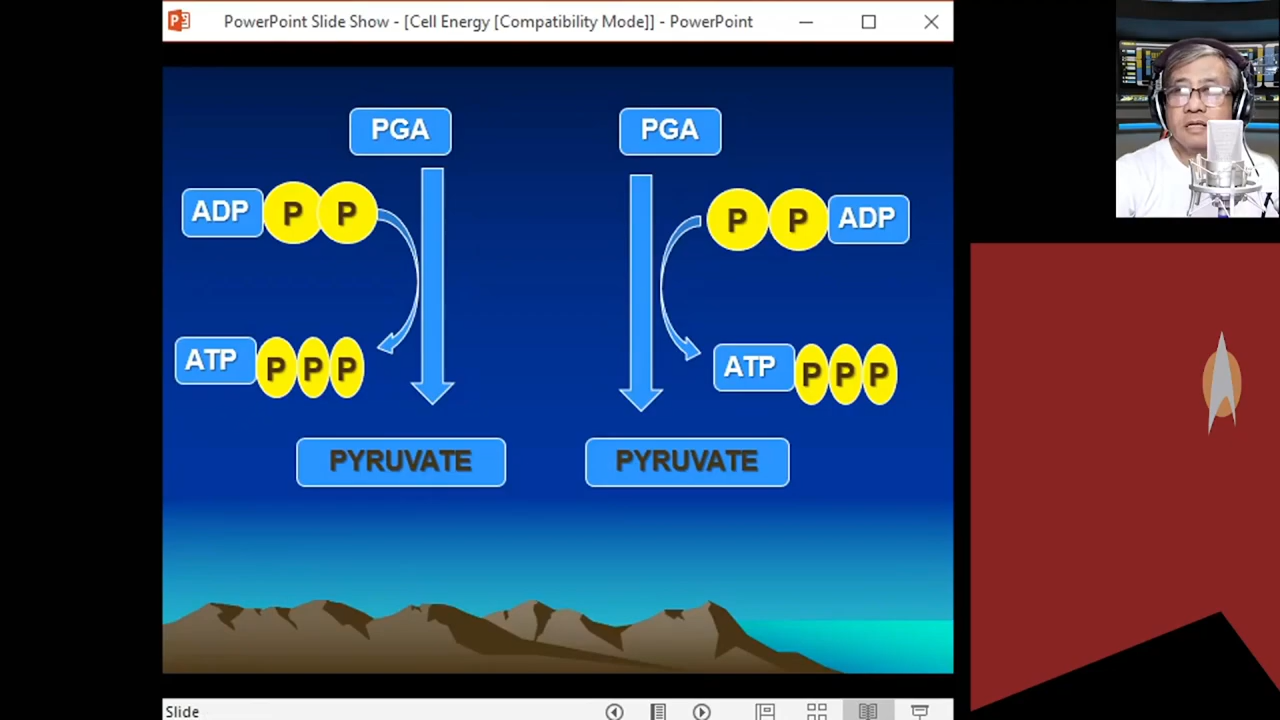 PowerPoint Slide Show - [Cell Energy [Compatibility Mode]] - PowerPoint
PGA PGA
ADP P P P P ADP
ATP P P P ATP P P P
PYRUVATE PYRUVATE
Slide